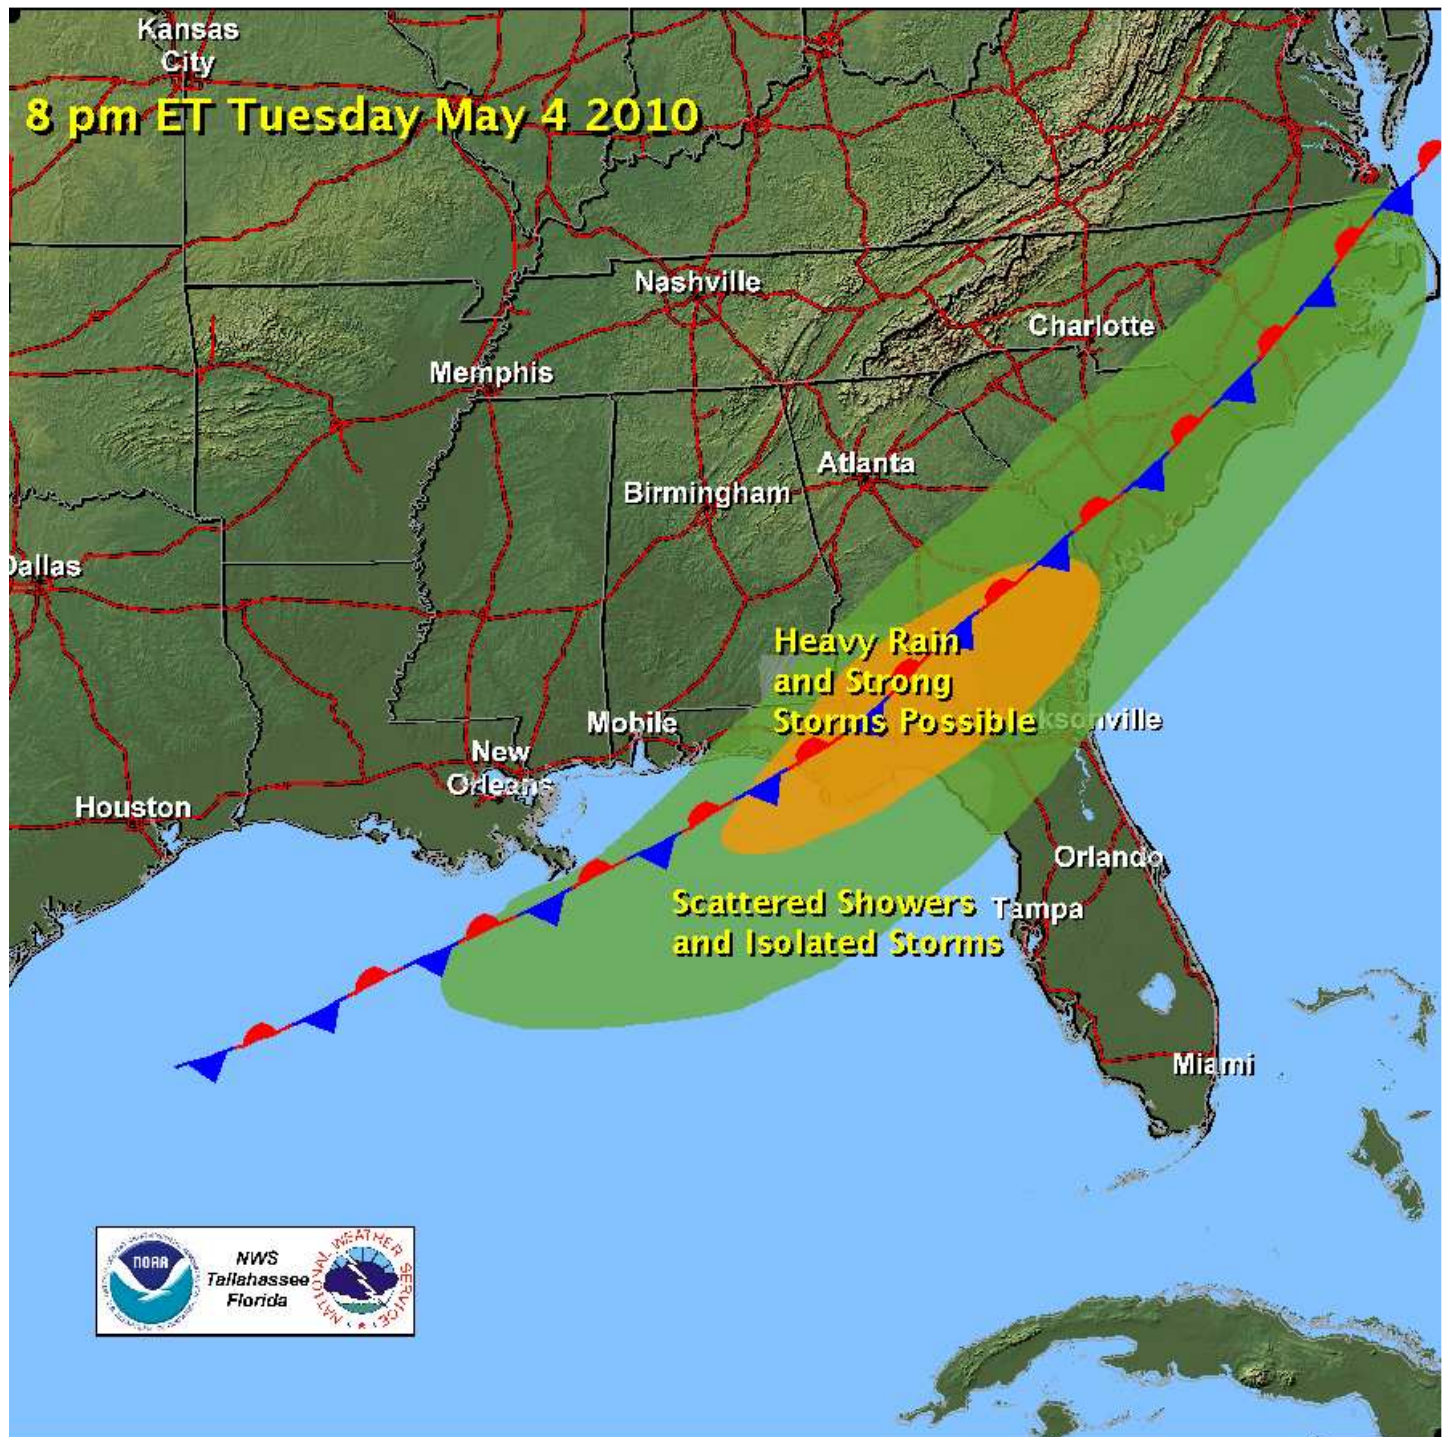 Kansas
City
8 pm ET Tuesday May 4 2010
Nashville
Charlotte
Memphis
Atlanta
Birmingham
Dallas
Heavy Rain
and Strong
Storms Possible
ksonville
Mobile
New
Orleans
Houston
Orlando
Scattered Showers
and Isolated Storms
Tampa
Miami
NOAA
NWS
Tallahassee
Florida
NATIONAL WEATHER SERVICE